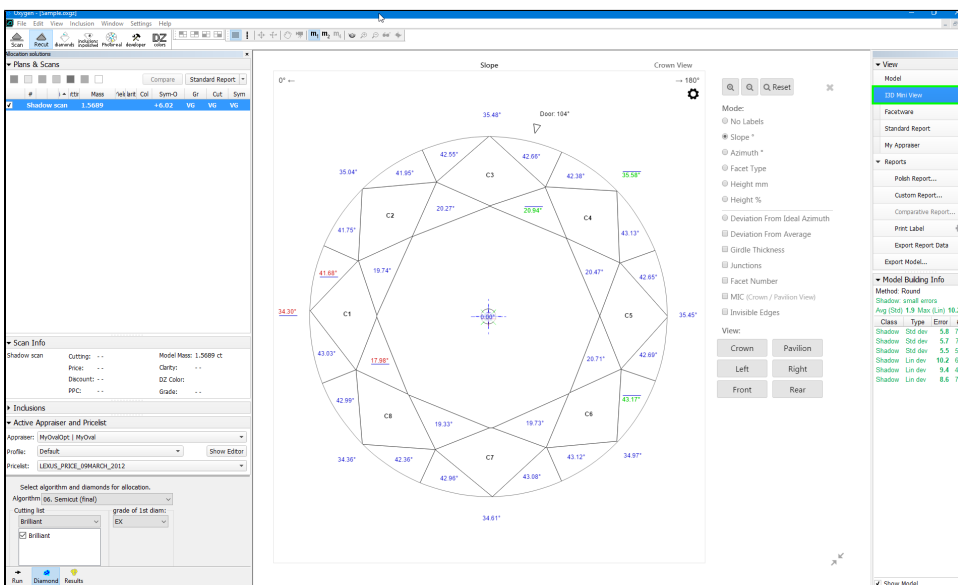 Oxygen - [Sample.oxgz]
File Edit View Inclusion Window Settings Help
Scan Recut diamonds Pro/ormal developer DZ colors
Allocation solutions
Plans & Scans
Compare Standard Report
# Mass Col Sym-O Gr Cut Sym
Shadow scan 1.5689 +6.02 VG VG VG
Scan Info
Shadow scan Cutting: -- Model Mass: 1.5689 ct
Price: -- Clarity: --
Discount: -- DZ Color:
PPC: -- Grade: --
Inclusions
Active Appraiser and Pricelist
Appraiser: MyOvalOpt | MyOval
Profile: Default Show Editor
Pricelist: LEXUS_PRICE_09MARCH_2012
Select algorithm and diamonds for allocation.
Algorithm 06. Semicut (final)
Cutting list grade of 1st diam:
Brilliant EX
Brilliant
Run Diamond Results
Slope Crown View
0° ← → 180°
35.48° Door: 104°
42.55° 42.66°
35.04° 41.95° C3 42.38° 35.58°
20.27° 20.94°
C2 C4
41.75° 43.13°
41.68° 19.74° 20.47° 42.65°
34.30° C1 0.00° C5 35.45°
43.03° 17.98° 20.71° 42.69°
42.99° 43.17°
C8 19.33° 19.73° C6
34.36° 42.36° C7 43.12° 34.97°
42.96° 43.08°
34.61°
Reset
Mode:
No Labels
Slope °
Azimuth °
Facet Type
Height mm
Height %
Deviation From Ideal Azimuth
Deviation From Average
Girdle Thickness
Junctions
Facet Number
MIC (Crown / Pavilion View)
Invisible Edges
View:
Crown Pavilion
Left Right
Front Rear
View
Model
I3D Mini View
Facetware
Standard Report
My Appraiser
Reports
Polish Report...
Custom Report...
Comparative Report...
Print Label
Export Report Data
Export Model...
Model Building Info
Method: Round
Shadow: small errors
Avg (Std) 1.9 Max (Lin) 10.2
Class Type Error
Shadow Std dev 5.8
Shadow Std dev 5.7
Shadow Std dev 5.5
Shadow Lin dev 10.2
Shadow Lin dev 9.4
Shadow Lin dev 8.6
Show Model